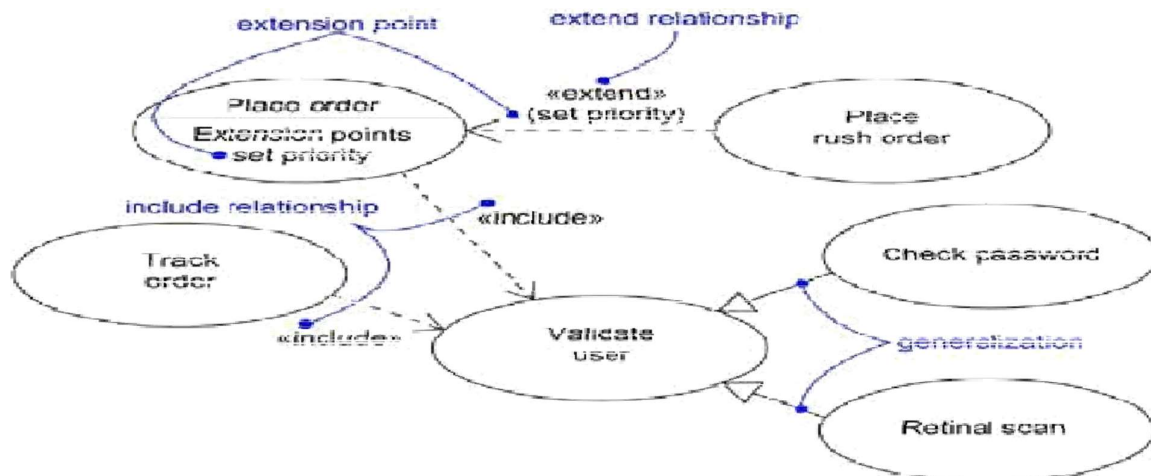 extension point
extend relationship
Place order
Extension points
set priority
«extend»
(set priority)
Place
rush order
include relationship
«include»
Track
order
«include»
Check password
Validate
user
generalization
Retinal scan